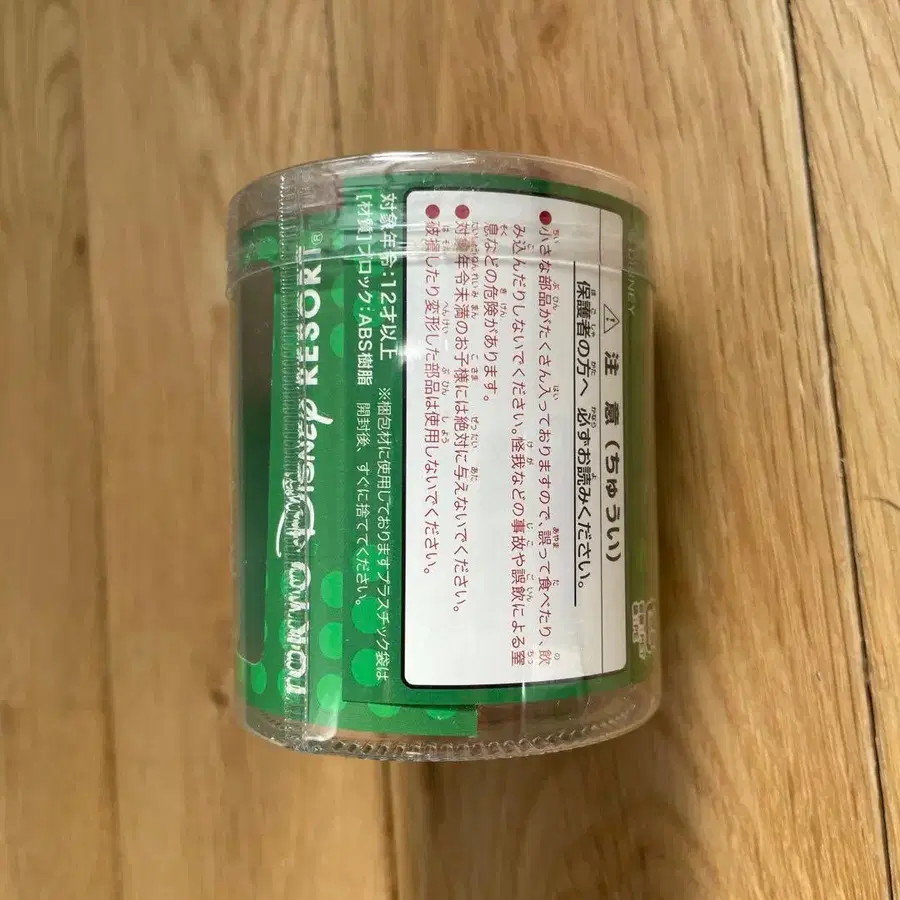 DISNEY
⚠ 注 意(ちゅうい)
保護者の方へ 必ずお読みください。
●小さな部品がたくさん入っておりますので、誤って食べたり、飲
み込んだりしないでください。怪我などの事故や誤飲による窒
息などの危険があります。
●対象年令未満のお子様には絶対に与えないでください。
●破損したり変形した部品は使用しないでください。
対象年令:12才以上 ※梱包材に使用しておりますプラスチック袋は
[材質]ブロック:ABS樹脂 開封後、すぐに捨ててください。
TOKYO Disney RESORT®